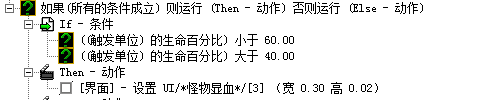 如果(所有的条件成立) 则运行 (Then - 动作) 否则运行 (Else - 动作)
If - 条件
((触发单位) 的生命百分比) 小于 60.00
((触发单位) 的生命百分比) 大于 40.00
Then - 动作
[界面] - 设置 UI/*怪物显血*/[3] (宽 0.30 高 0.02)